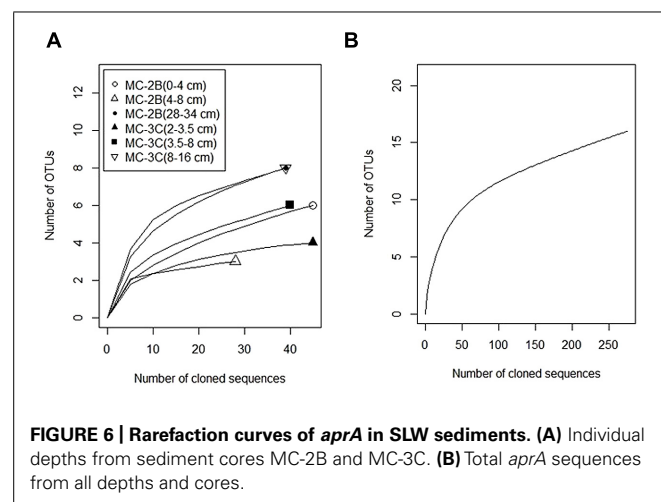 A
B
MC-2B(0-4 cm)
MC-2B(4-8 cm)
MC-2B(28-34 cm)
MC-3C(2-3.5 cm)
MC-3C(3.5-8 cm)
MC-3C(8-16 cm)
Number of OTUs
0 2 4 6 8 10 12
0 10 20 30 40
Number of cloned sequences
Number of OTUs
0 5 10 15 20
0 50 100 150 200 250
Number of cloned sequences
FIGURE 6 | Rarefaction curves of aprA in SLW sediments. (A) Individual
depths from sediment cores MC-2B and MC-3C. (B) Total aprA sequences
from all depths and cores.